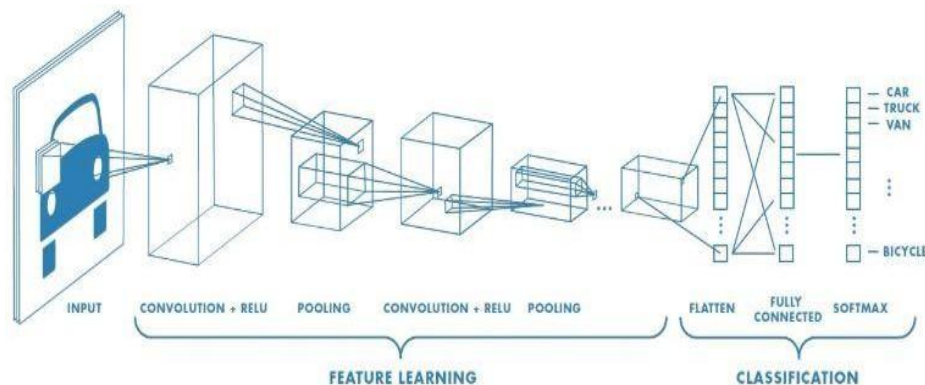 CAR
TRUCK
VAN
BICYCLE
INPUT
CONVOLUTION + RELU
POOLING
CONVOLUTION + RELU
POOLING
FLATTEN
FULLY
CONNECTED
SOFTMAX
FEATURE LEARNING
CLASSIFICATION